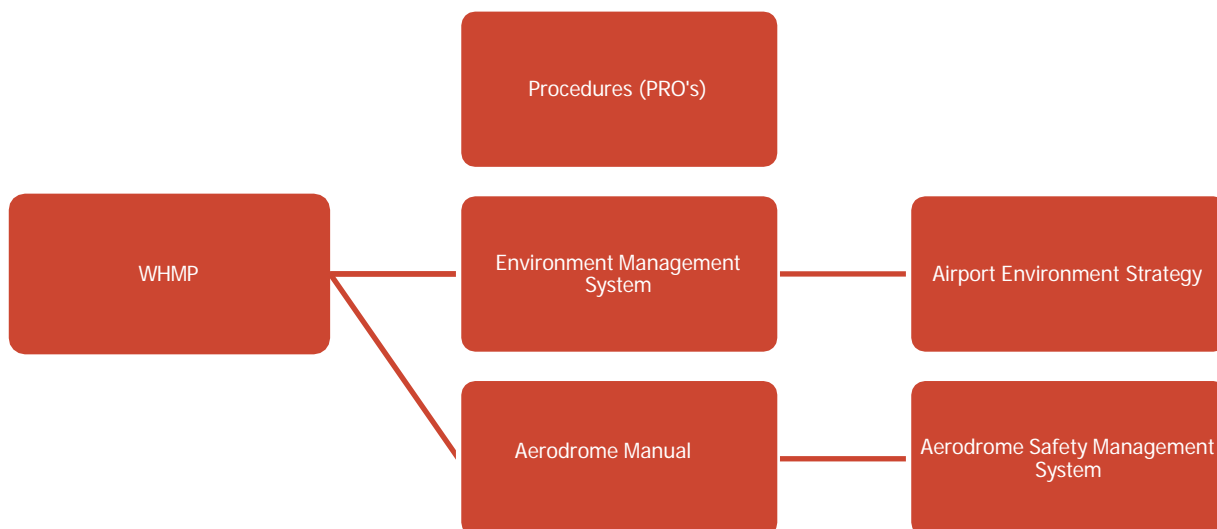 Procedures (PRO's)
WHMP
Environment Management
System
Airport Environment Strategy
Aerodrome Manual
Aerodrome Safety Management
System